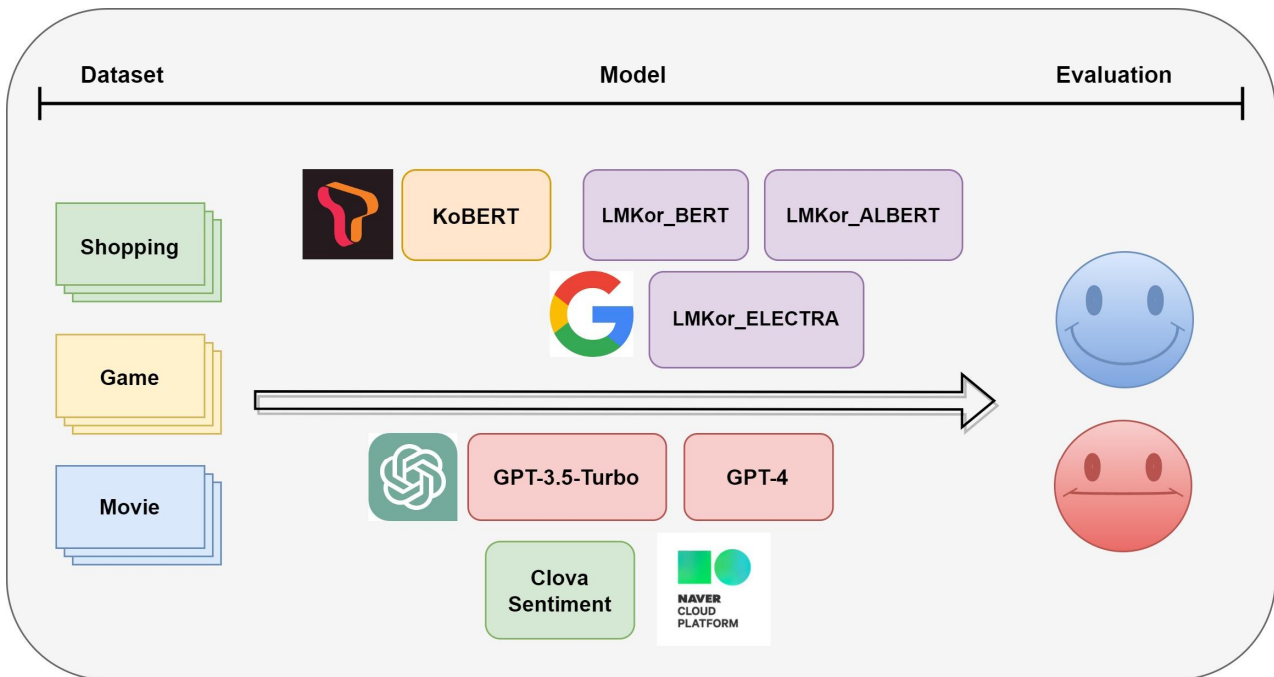 Dataset
Model
Evaluation
Shopping
Game
Movie
KoBERT
LMKor_BERT
LMKor_ALBERT
LMKor_ELECTRA
GPT-3.5-Turbo
GPT-4
Clova
Sentiment
NAVER
CLOUD
PLATFORM